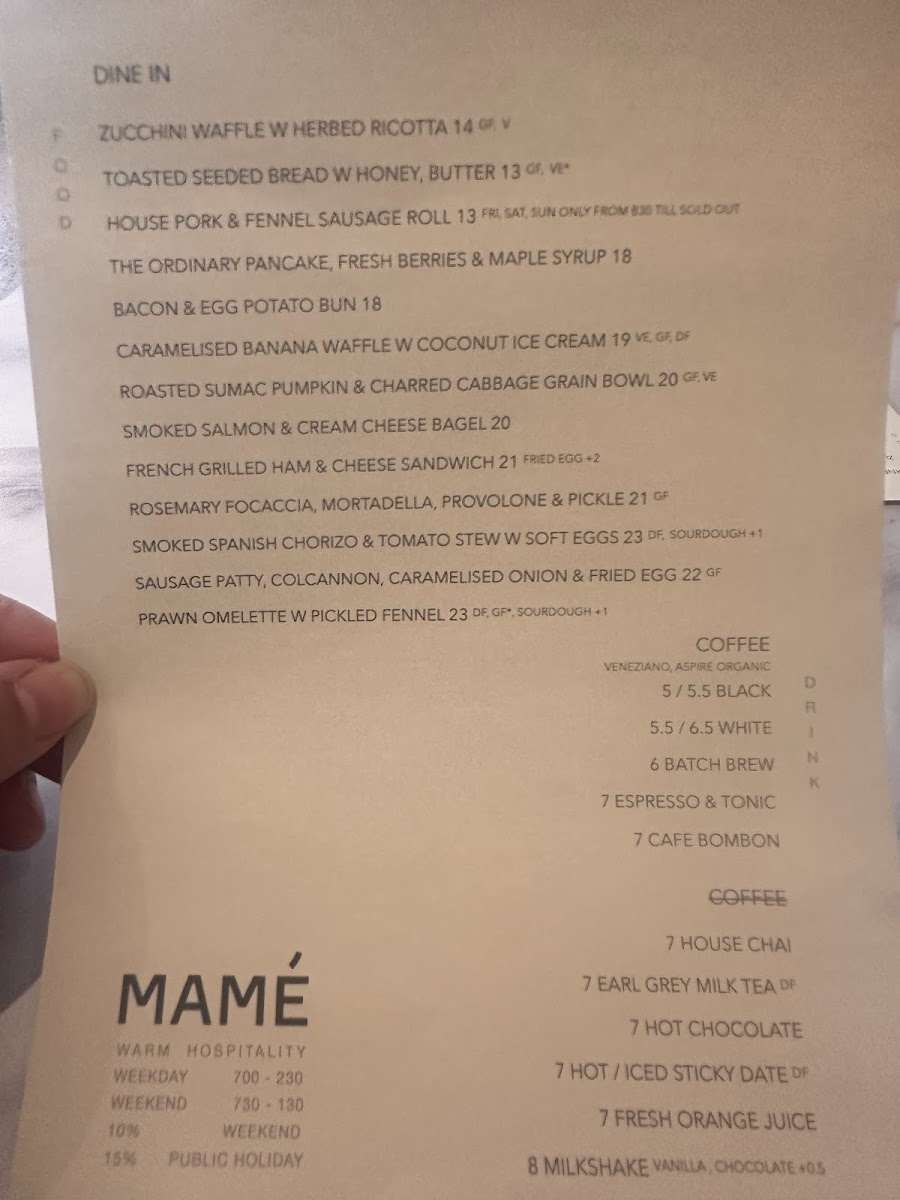 DINE IN
FOOD
ZUCCHINI WAFFLE W HERBED RICOTTA 14 GF, V
TOASTED SEEDED BREAD W HONEY, BUTTER 13 GF, VE*
HOUSE PORK & FENNEL SAUSAGE ROLL 13 FRI, SAT, SUN ONLY FROM 830 TILL SOLD OUT
THE ORDINARY PANCAKE, FRESH BERRIES & MAPLE SYRUP 18
BACON & EGG POTATO BUN 18
CARAMELISED BANANA WAFFLE W COCONUT ICE CREAM 19 VE, GF, DF
ROASTED SUMAC PUMPKIN & CHARRED CABBAGE GRAIN BOWL 20 GF, VE
SMOKED SALMON & CREAM CHEESE BAGEL 20
FRENCH GRILLED HAM & CHEESE SANDWICH 21 FRIED EGG +2
ROSEMARY FOCACCIA, MORTADELLA, PROVOLONE & PICKLE 21 GF
SMOKED SPANISH CHORIZO & TOMATO STEW W SOFT EGGS 23 DF, SOURDOUGH +1
SAUSAGE PATTY, COLCANNON, CARAMELISED ONION & FRIED EGG 22 GF
PRAWN OMELETTE W PICKLED FENNEL 23 DF, GF*, SOURDOUGH +1
DRINK
COFFEE
VENEZIANO, ASPIRE ORGANIC
5 / 5.5 BLACK
5.5 / 6.5 WHITE
6 BATCH BREW
7 ESPRESSO & TONIC
7 CAFE BOMBON
COFFEE
7 HOUSE CHAI
7 EARL GREY MILK TEA DF
7 HOT CHOCOLATE
7 HOT / ICED STICKY DATE DF
7 FRESH ORANGE JUICE
8 MILKSHAKE VANILLA, CHOCOLATE +0.5
MAMÉ
WARM HOSPITALITY
WEEKDAY 700 - 230
WEEKEND 730 - 130
10% WEEKEND
15% PUBLIC HOLIDAY